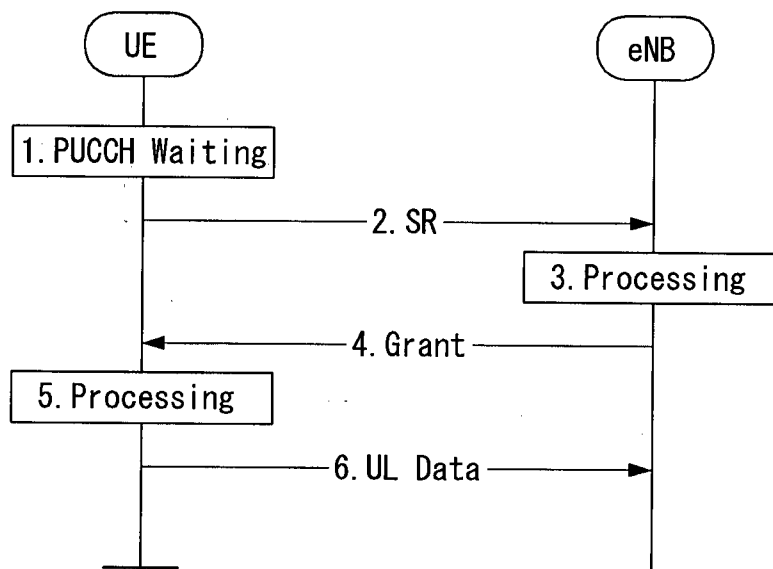 UE
eNB
1. PUCCH Waiting
2. SR
3. Processing
4. Grant
5. Processing
6. UL Data